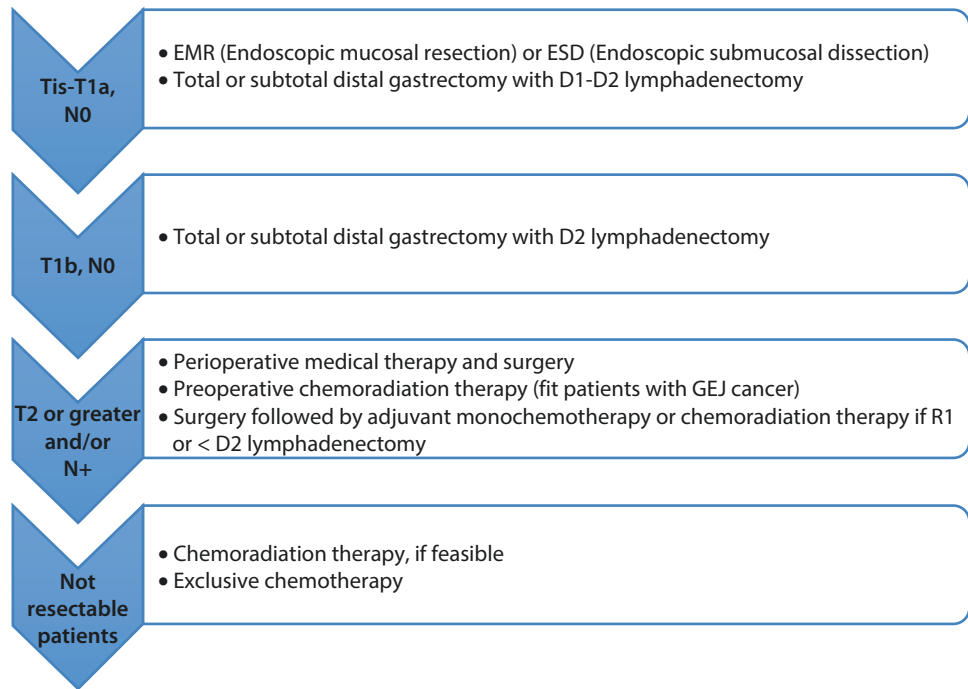 Tis-T1a,
N0
• EMR (Endoscopic mucosal resection) or ESD (Endoscopic submucosal dissection)
• Total or subtotal distal gastrectomy with D1-D2 lymphadenectomy
T1b, N0
• Total or subtotal distal gastrectomy with D2 lymphadenectomy
T2 or greater
and/or
N+
• Perioperative medical therapy and surgery
• Preoperative chemoradiation therapy (fit patients with GEJ cancer)
• Surgery followed by adjuvant monochemotherapy or chemoradiation therapy if R1
or < D2 lymphadenectomy
Not
resectable
patients
• Chemoradiation therapy, if feasible
• Exclusive chemotherapy